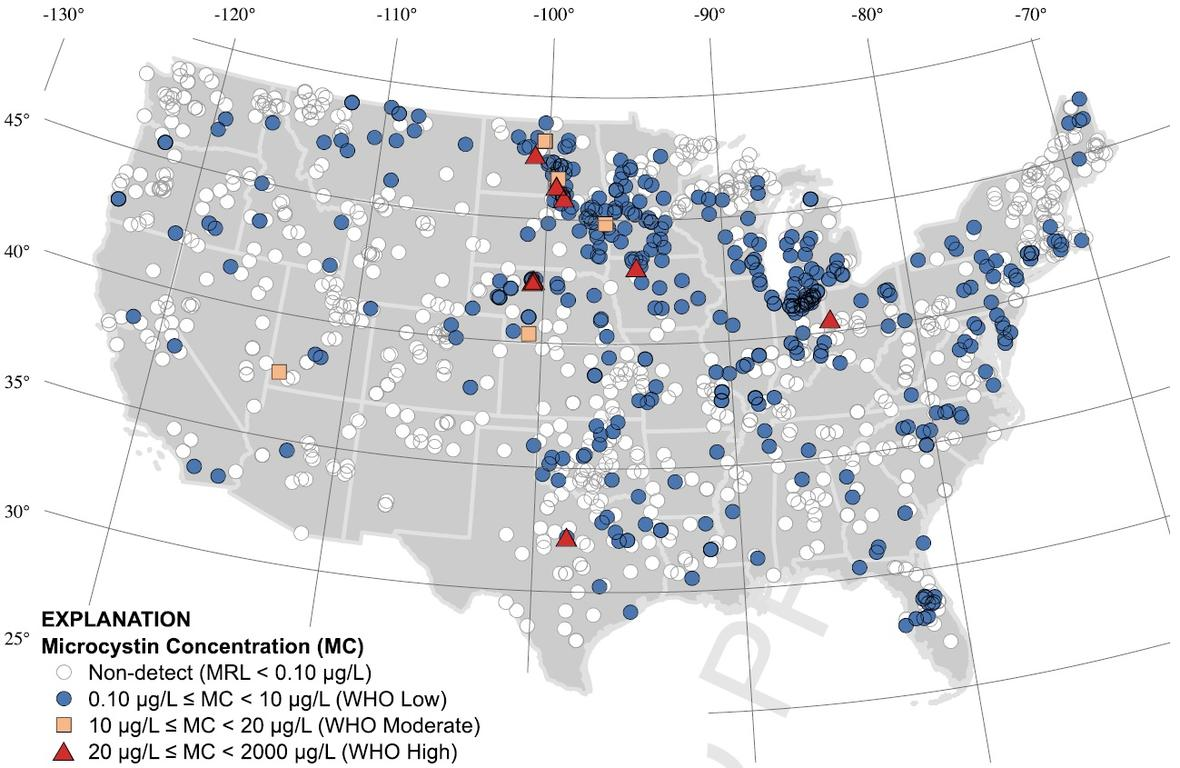 -130° -120° -110° -100° -90° -80° -70°
45°
40°
35°
30°
25°
EXPLANATION
Microcystin Concentration (MC)
Non-detect (MRL < 0.10 µg/L)
0.10 µg/L ≤ MC < 10 µg/L (WHO Low)
10 µg/L ≤ MC < 20 µg/L (WHO Moderate)
20 µg/L ≤ MC < 2000 µg/L (WHO High)